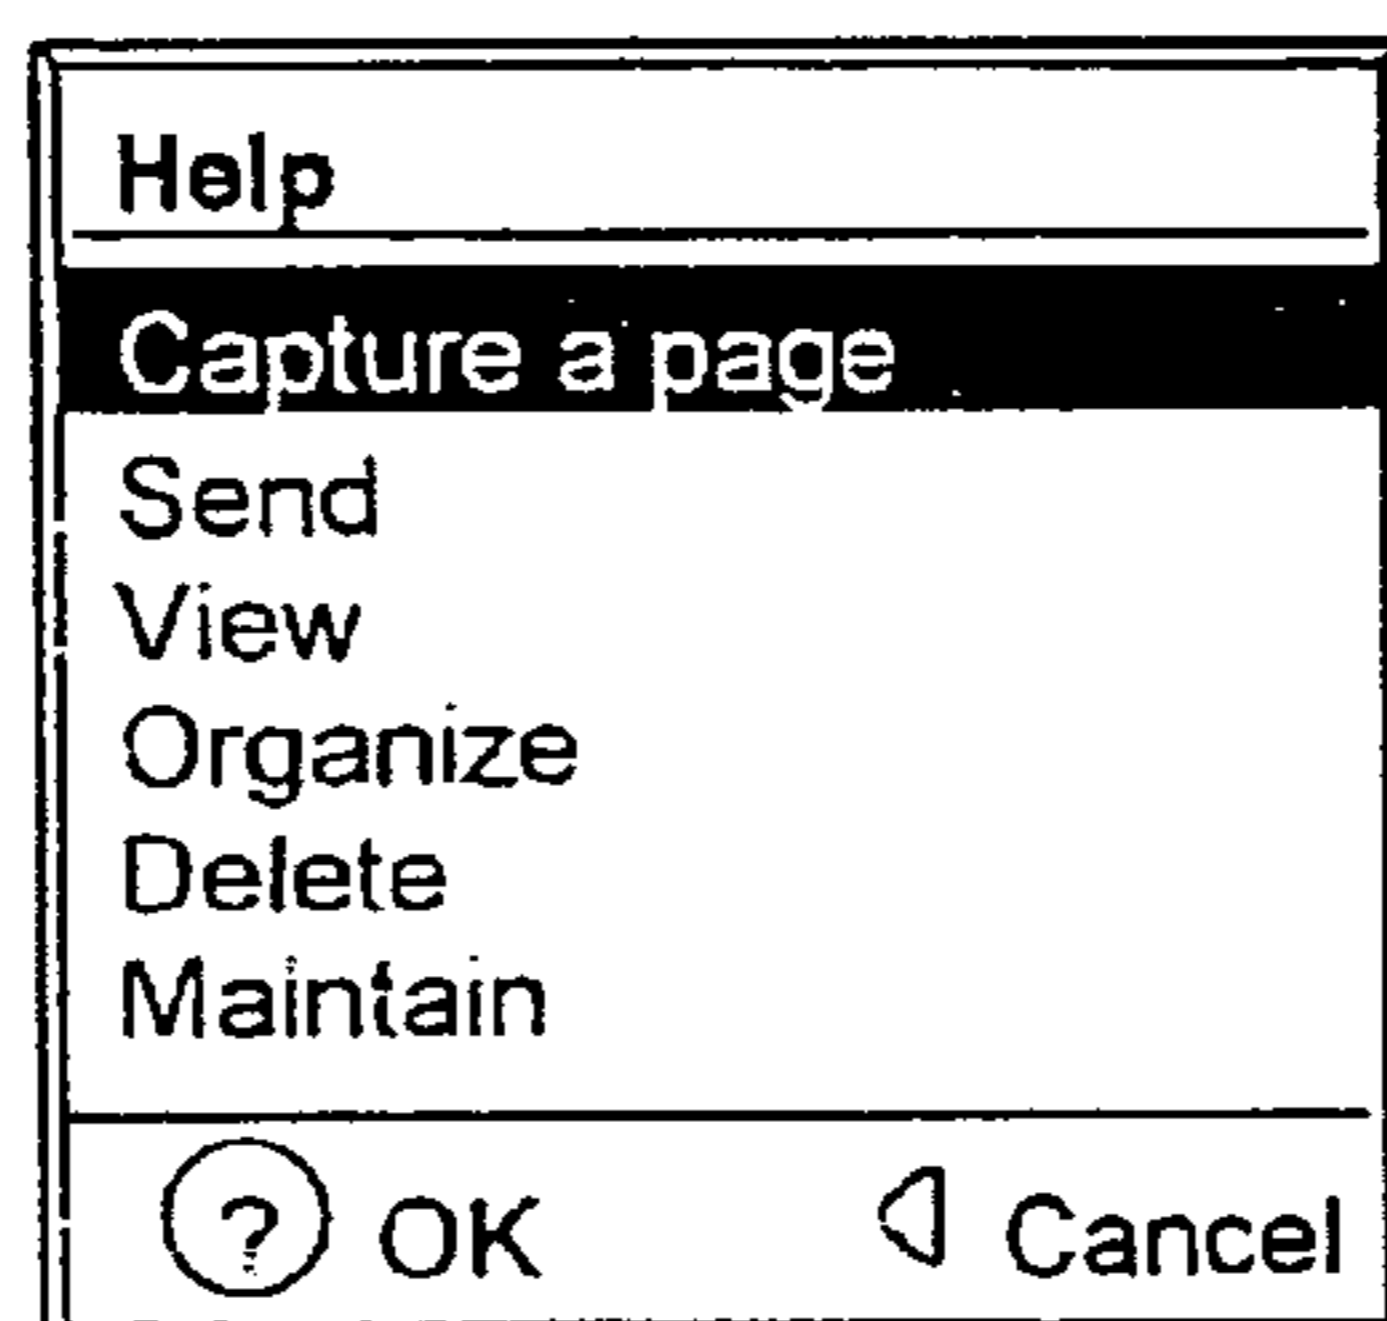 Help
Capture a page
Send
View
Organize
Delete
Maintain
? OK Cancel